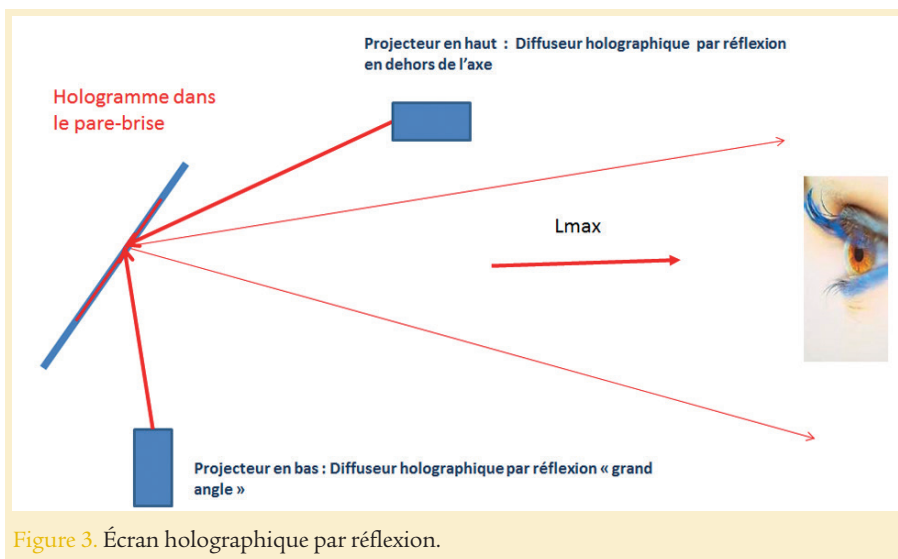 Projecteur en haut : Diffuseur holographique par réflexion
en dehors de l'axe
Hologramme dans
le pare-brise
Lmax
Projecteur en bas : Diffuseur holographique par réflexion « grand
angle »
Figure 3. Écran holographique par réflexion.